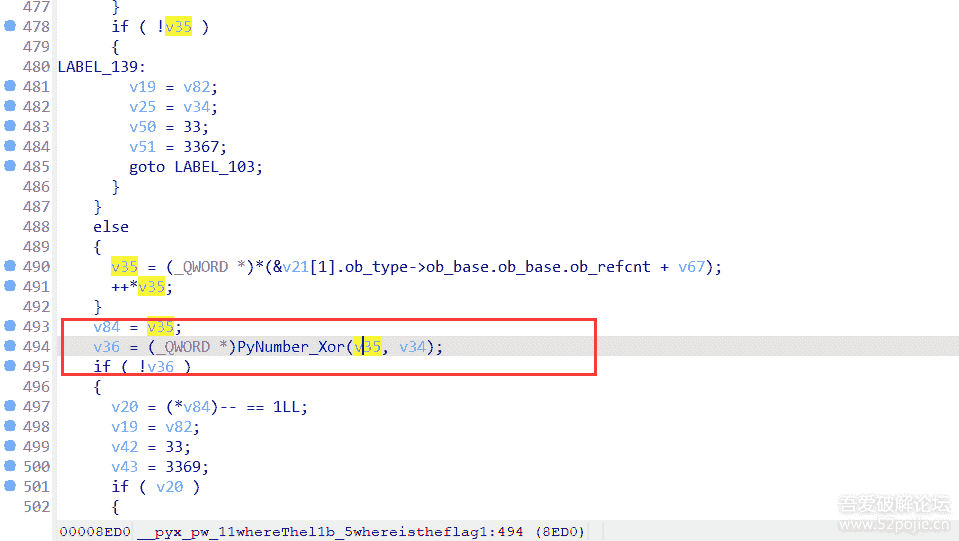 477 }
478 if ( !v35 )
479 {
480 LABEL_139:
481 v19 = v82;
482 v25 = v34;
483 v50 = 33;
484 v51 = 3367;
485 goto LABEL_103;
486 }
487 }
488 else
489 {
490 v35 = (_QWORD *)*(&v21[1].ob_type->ob_base.ob_base.ob_refcnt + v67);
491 ++*v35;
492 }
493 v84 = v35;
494 v36 = (_QWORD *)PyNumber_Xor(v35, v34);
495 if ( !v36 )
496 {
497 v20 = (*v84)-- == 1LL;
498 v19 = v82;
499 v42 = 33;
500 v43 = 3369;
501 if ( v20 )
502 {
00008ED0 __pyx_pw_11whereThel1b_5whereistheflag1:494 (8ED0)
吾爱破解论坛
www.52pojie.cn